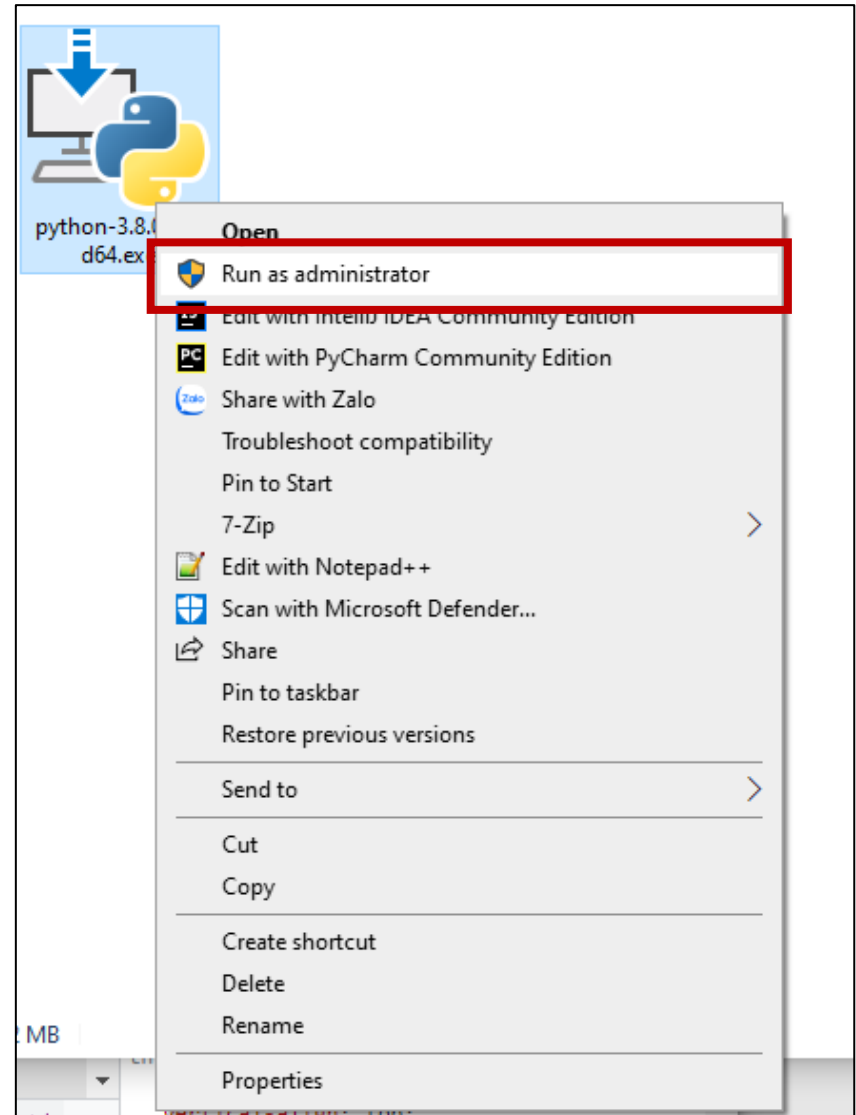 python-3.8.
d64.ex
Open
Run as administrator
Edit with IntelliJ IDEA Community Edition
PC
Edit with PyCharm Community Edition
Zalo
Share with Zalo
Troubleshoot compatibility
Pin to Start
7-Zip
Edit with Notepad++
Scan with Microsoft Defender...
Share
Pin to taskbar
Restore previous versions
Send to
Cut
Copy
Create shortcut
Delete
Rename
Properties
MB